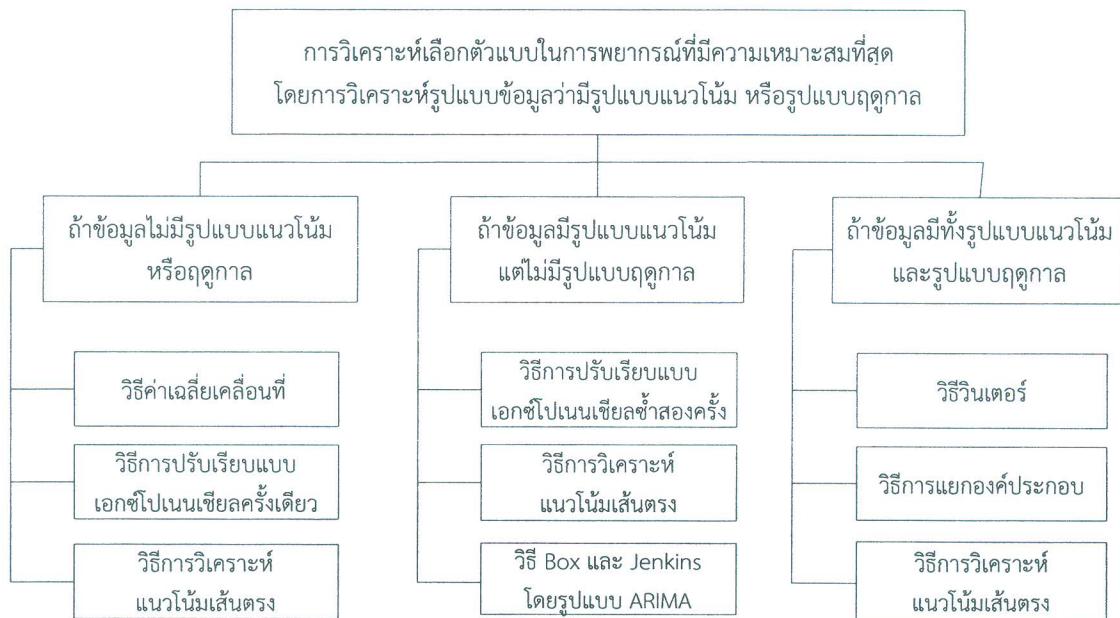 การวิเคราะห์เลือกตัวแบบในการพยากรณ์ที่มีความเหมาะสมที่สุด
โดยการวิเคราะห์รูปแบบข้อมูลว่ามีรูปแบบแนวโน้ม หรือรูปแบบฤดูกาล
ถ้าข้อมูลไม่มีรูปแบบแนวโน้ม
หรือฤดูกาล
วิธีค่าเฉลี่ยเคลื่อนที่
วิธีการปรับเรียบแบบ
เอกซ์โปเนนเชียลครั้งเดียว
วิธีการวิเคราะห์
แนวโน้มเส้นตรง
ถ้าข้อมูลมีรูปแบบแนวโน้ม
แต่ไม่มีรูปแบบฤดูกาล
วิธีการปรับเรียบแบบ
เอกซ์โปเนนเชียลซ้ำสองครั้ง
วิธีการวิเคราะห์
แนวโน้มเส้นตรง
วิธี Box และ Jenkins
โดยรูปแบบ ARIMA
ถ้าข้อมูลมีทั้งรูปแบบแนวโน้ม
และรูปแบบฤดูกาล
วิธีวินเตอร์
วิธีการแยกองค์ประกอบ
วิธีการวิเคราะห์
แนวโน้มเส้นตรง